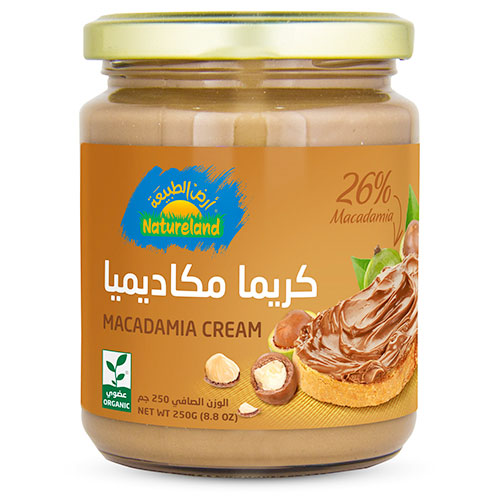 أرض الطبيعة
Natureland
26%
Macadamia
كريما مكاديميا
MACADAMIA CREAM
عضوي
ORGANIC
الوزن الصافي 250 جم
NET WT 250G (8.8 OZ)